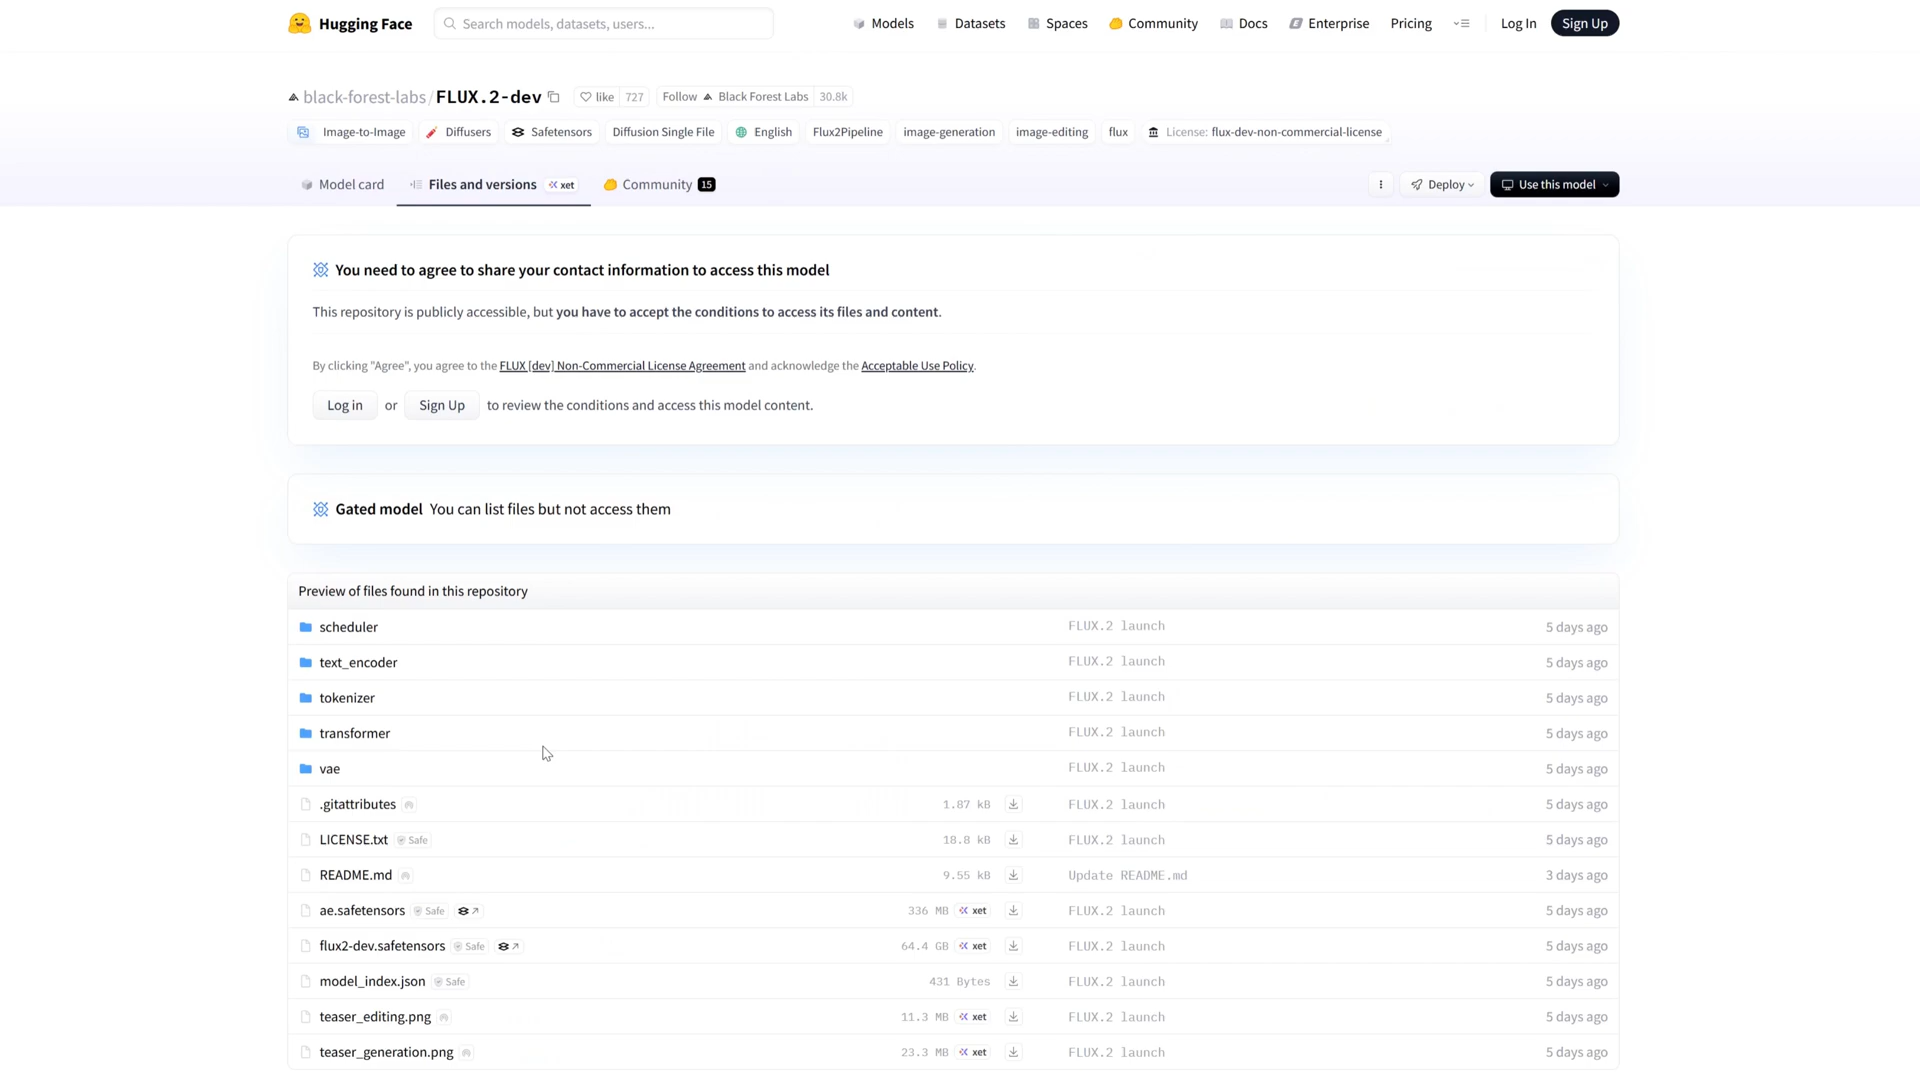 Hugging Face
Search models, datasets, users...
Models
Datasets
Spaces
Community
Docs
Enterprise
Pricing
Log In
Sign Up
black-forest-labs/FLUX.2-dev
like 727
Follow Black Forest Labs 30.8k
Image-to-Image
Diffusers
Safetensors
Diffusion Single File
English
Flux2Pipeline
image-generation
image-editing
flux
License: flux-dev-non-commercial-license
Model card
Files and versions xet
Community 15
Deploy
Use this model
You need to agree to share your contact information to access this model
This repository is publicly accessible, but you have to accept the conditions to access its files and content.
By clicking "Agree", you agree to the FLUX [dev] Non-Commercial License Agreement and acknowledge the Acceptable Use Policy.
Log in or Sign Up to review the conditions and access this model content.
Gated model You can list files but not access them
Preview of files found in this repository
scheduler FLUX.2 launch 5 days ago
text_encoder FLUX.2 launch 5 days ago
tokenizer FLUX.2 launch 5 days ago
transformer FLUX.2 launch 5 days ago
vae FLUX.2 launch 5 days ago
.gitattributes 1.87 kB FLUX.2 launch 5 days ago
LICENSE.txt Safe 18.8 kB FLUX.2 launch 5 days ago
README.md 9.55 kB Update README.md 3 days ago
ae.safetensors Safe 336 MB xet FLUX.2 launch 5 days ago
flux2-dev.safetensors Safe 64.4 GB xet FLUX.2 launch 5 days ago
model_index.json Safe 431 Bytes FLUX.2 launch 5 days ago
teaser_editing.png 11.3 MB xet FLUX.2 launch 5 days ago
teaser_generation.png 23.3 MB xet FLUX.2 launch 5 days ago